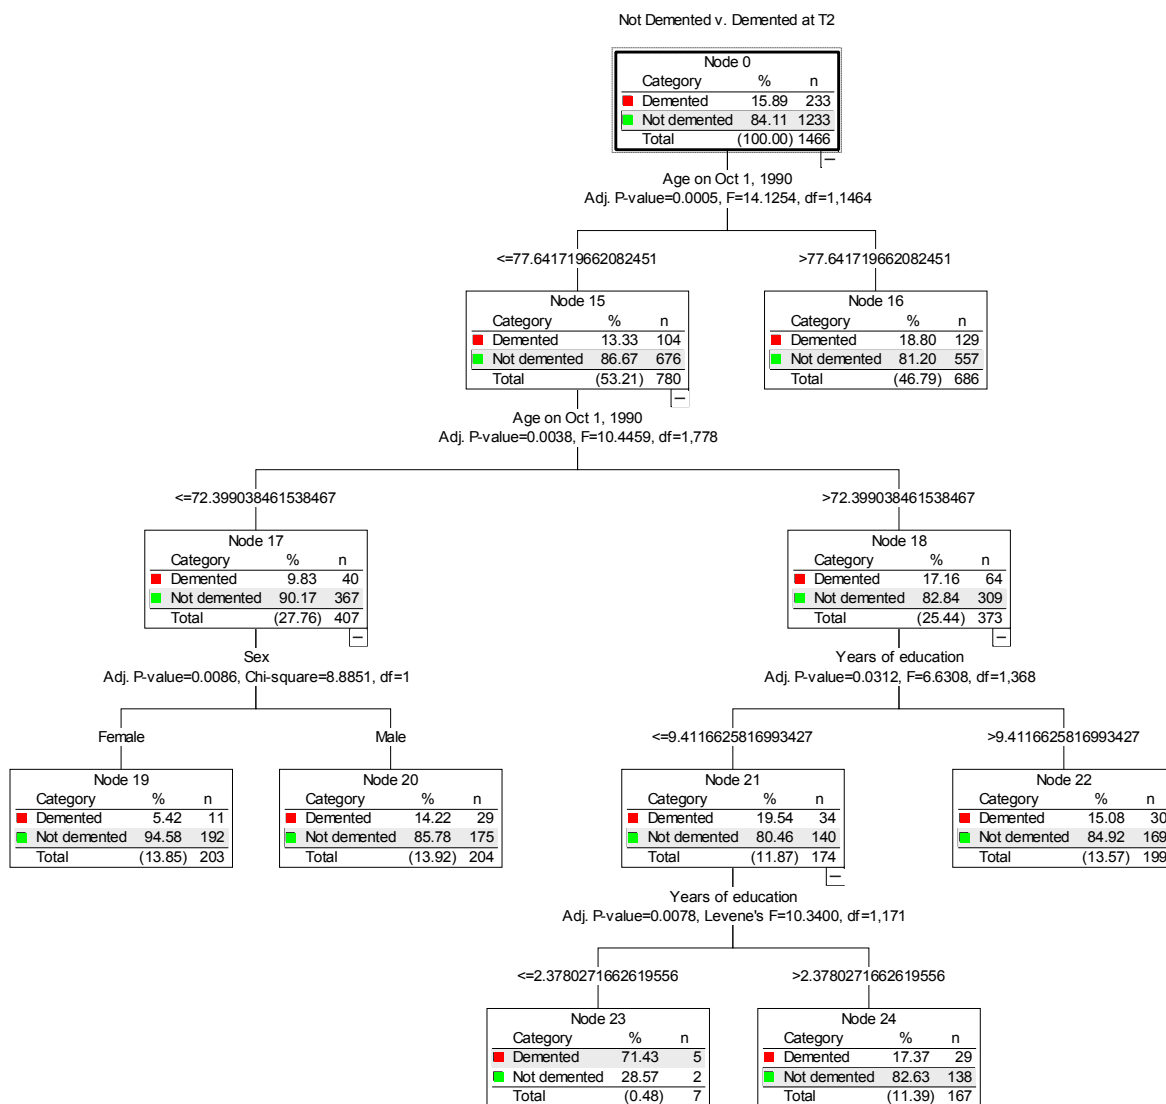 Not Demented v. Demented at T2
Node 0
Category % n
Demented 15.89 233
Not demented 84.11 1233
Total (100.00) 1466
Age on Oct 1, 1990
Adj. P-value=0.0005, F=14.1254, df=1,1464
<=77.641719662082451
>77.641719662082451
Node 15
Category % n
Demented 13.33 104
Not demented 86.67 676
Total (53.21) 780
Node 16
Category % n
Demented 18.80 129
Not demented 81.20 557
Total (46.79) 686
Age on Oct 1, 1990
Adj. P-value=0.0038, F=10.4459, df=1,778
<=72.399038461538467
>72.399038461538467
Node 17
Category % n
Demented 9.83 40
Not demented 90.17 367
Total (27.76) 407
Node 18
Category % n
Demented 17.16 64
Not demented 82.84 309
Total (25.44) 373
Sex
Adj. P-value=0.0086, Chi-square=8.8851, df=1
Years of education
Adj. P-value=0.0312, F=6.6308, df=1,368
Female
Male
<=9.4116625816993427
>9.4116625816993427
Node 19
Category % n
Demented 5.42 11
Not demented 94.58 192
Total (13.85) 203
Node 20
Category % n
Demented 14.22 29
Not demented 85.78 175
Total (13.92) 204
Node 21
Category % n
Demented 19.54 34
Not demented 80.46 140
Total (11.87) 174
Node 22
Category % n
Demented 15.08 30
Not demented 84.92 169
Total (13.57) 199
Years of education
Adj. P-value=0.0078, Levene's F=10.3400, df=1,171
<=2.3780271662619556
>2.3780271662619556
Node 23
Category % n
Demented 71.43 5
Not demented 28.57 2
Total (0.48) 7
Node 24
Category % n
Demented 17.37 29
Not demented 82.63 138
Total (11.39) 167